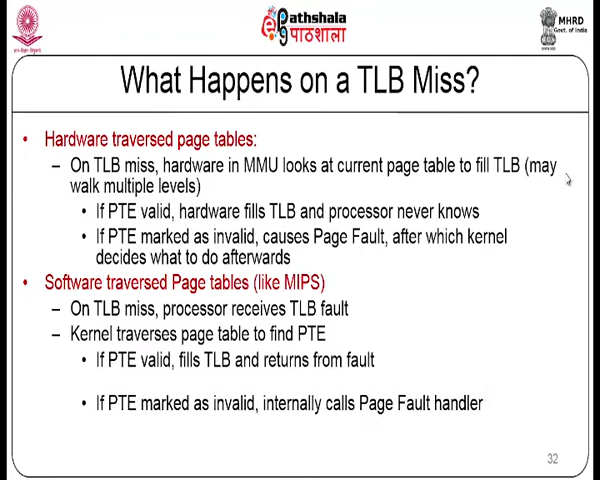 Pathshala
पाठशाला
MHRD
Govt. of India
What Happens on a TLB Miss?
• Hardware traversed page tables:
– On TLB miss, hardware in MMU looks at current page table to fill TLB (may
walk multiple levels)
• If PTE valid, hardware fills TLB and processor never knows
• If PTE marked as invalid, causes Page Fault, after which kernel
decides what to do afterwards
• Software traversed Page tables (like MIPS)
– On TLB miss, processor receives TLB fault
– Kernel traverses page table to find PTE
• If PTE valid, fills TLB and returns from fault
• If PTE marked as invalid, internally calls Page Fault handler
32